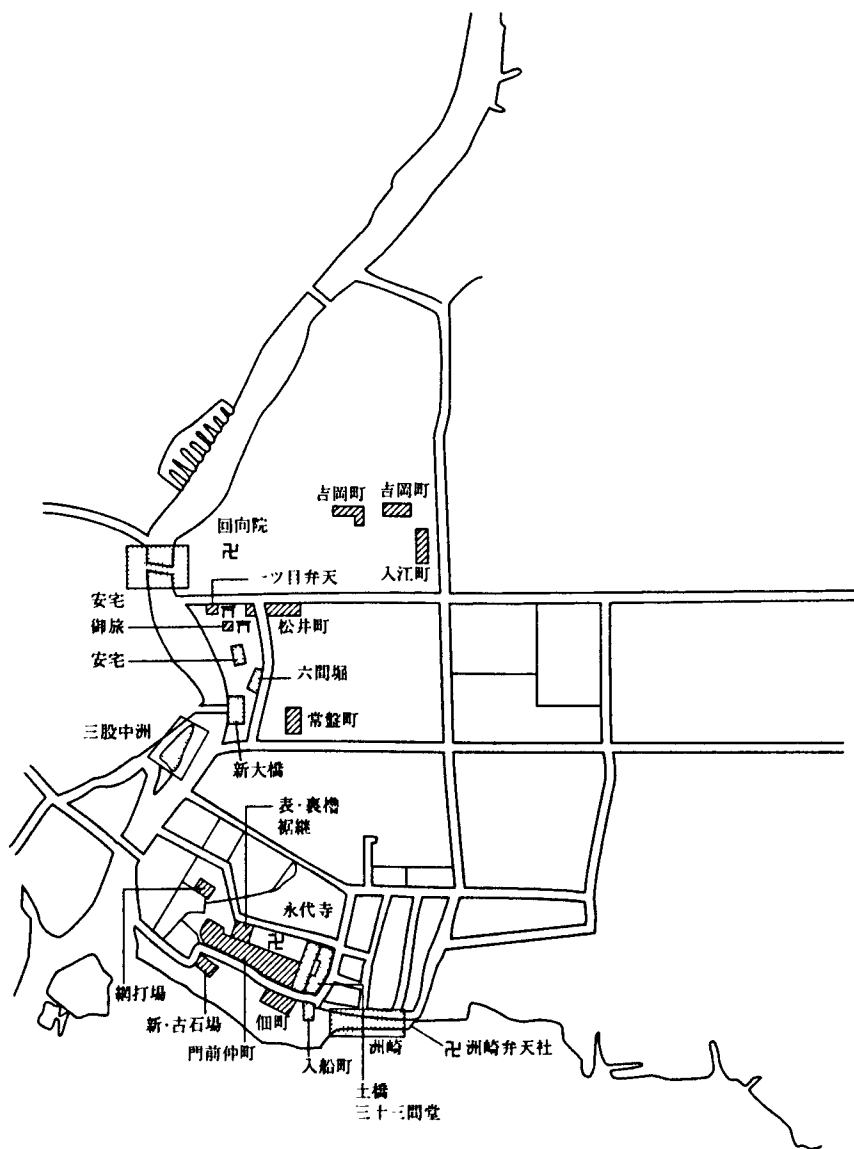 吉岡町
吉岡町
回向院
入江町
一ツ目弁天
安宅
御旅
松井町
安宅
六間堀
三股中洲
常盤町
新大橋
表・裏櫓
裾継
永代寺
網打場
新・古石場
佃町
門前仲町
入船町
洲崎
卍 洲崎弁天社
土橋
三十三間堂